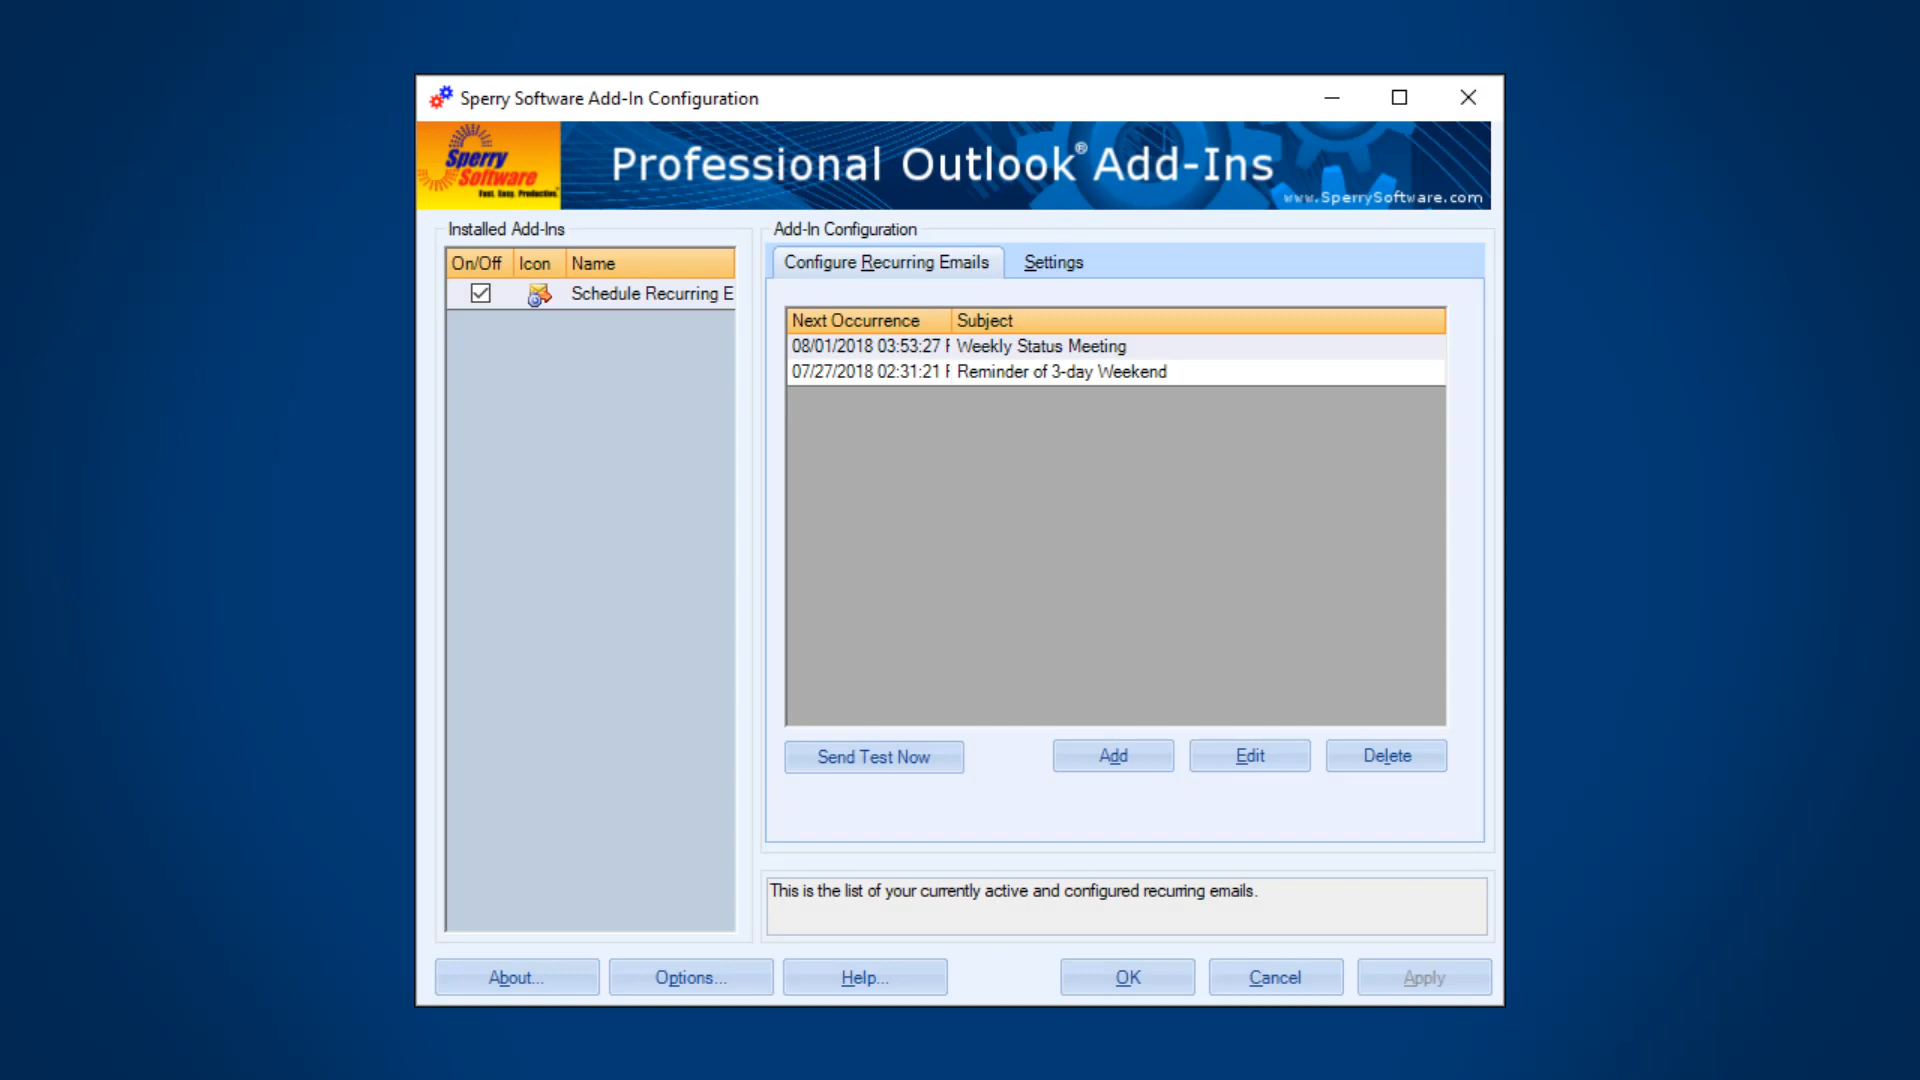 Sperry Software Add-In Configuration
Sperry
Software
Fast. Easy. Productive.
Professional Outlook® Add-Ins
www.SperrySoftware.com
Installed Add-Ins
On/Off Icon Name
Schedule Recurring E
Add-In Configuration
Configure Recurring Emails Settings
Next Occurrence Subject
08/01/2018 03:53:27 Weekly Status Meeting
07/27/2018 02:31:21 Reminder of 3-day Weekend
Send Test Now Add Edit Delete
This is the list of your currently active and configured recurring emails.
About... Options... Help... OK Cancel Apply